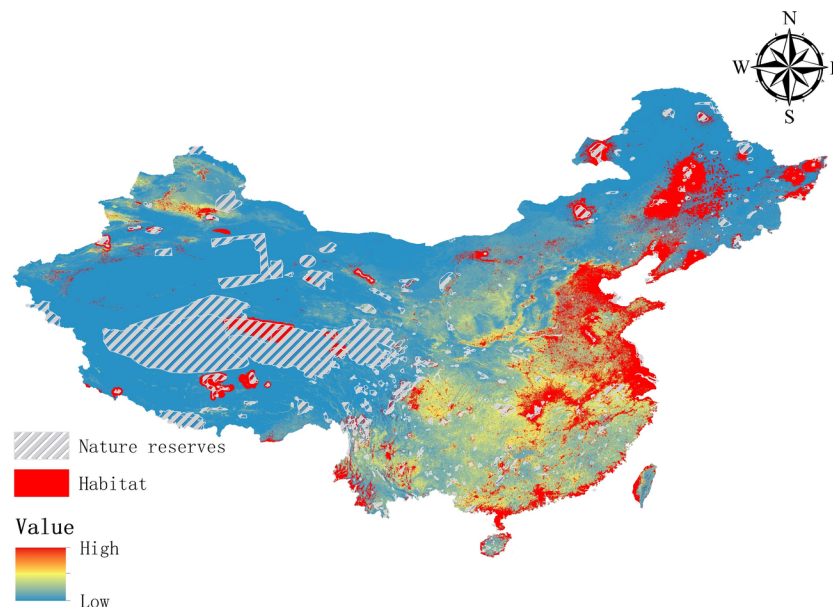 N
W
E
S
Nature reserves
Habitat
Value
High
Low